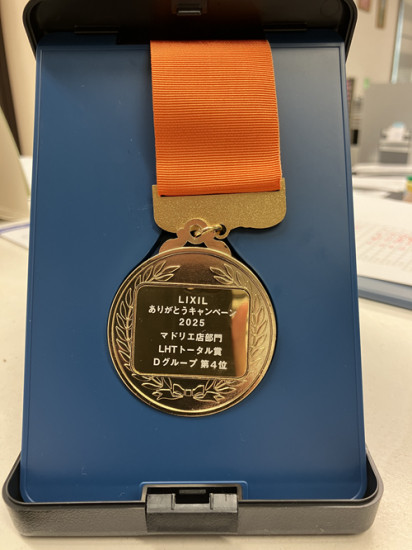 LIXIL
ありがとうキャンペーン
2025
マドリエ店部門
LHTトータル賞
Dグループ 第4位